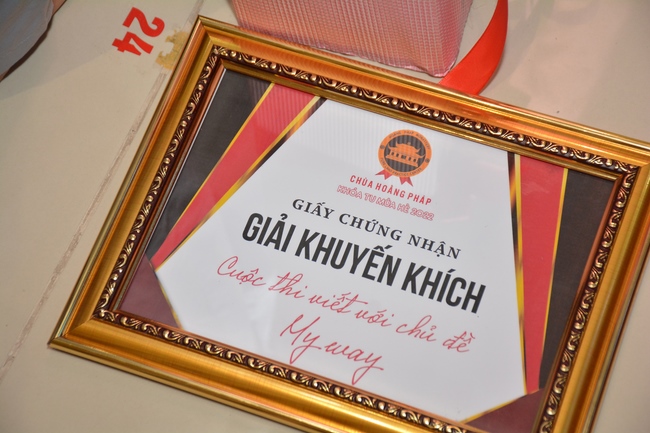 24
CHÙA HOẰNG PHÁP
KHÓA TU MÙA HÈ 2022
GIẤY CHỨNG NHẬN
GIẢI KHUYẾN KHÍCH
Cuộc thi viết với chủ đề
My way